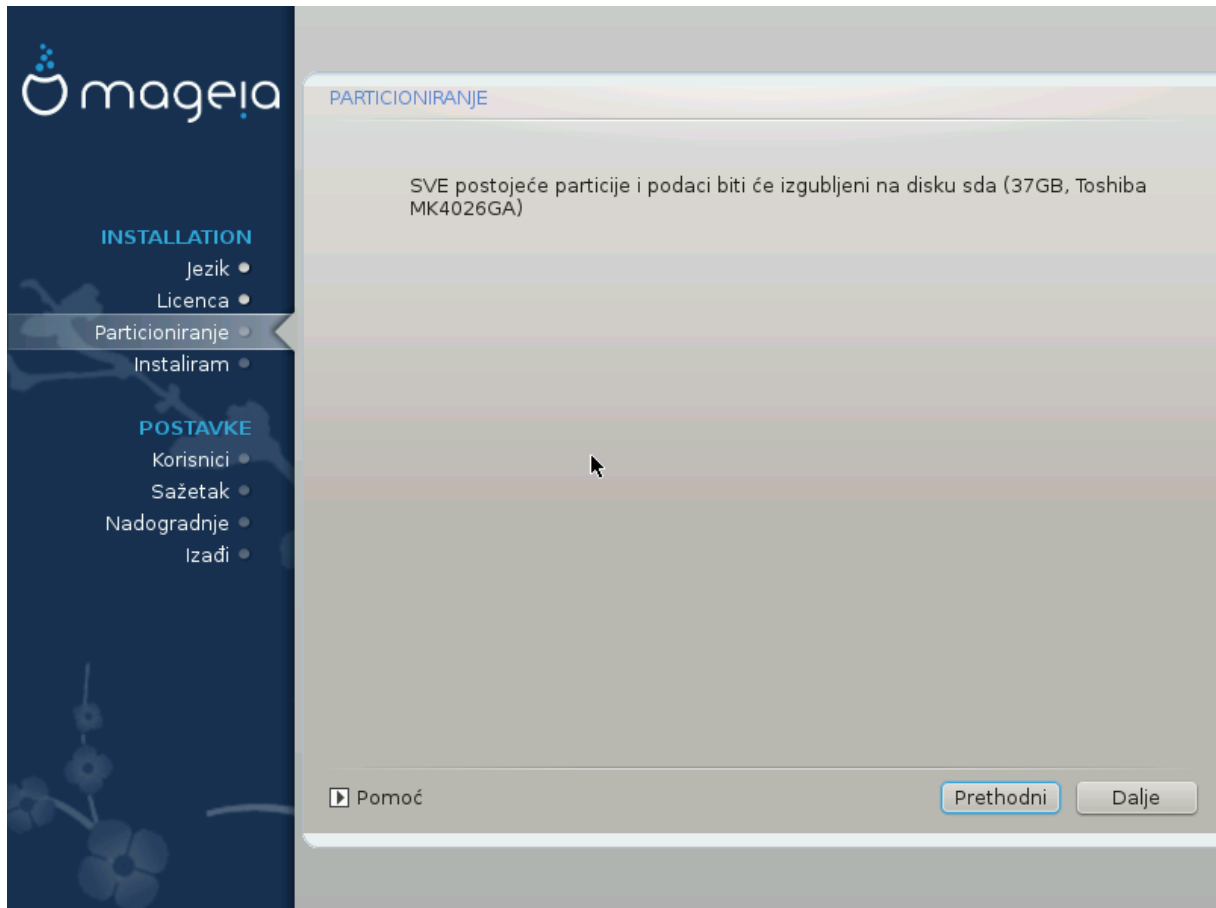 mageia
INSTALLATION
Jezik
Licenca
Particioniranje
Instaliram
POSTAVKE
Korisnici
Sažetak
Nadogradnje
Izađi
PARTICIONIRANJE
SVE postojeće particije i podaci biti će izgubljeni na disku sda (37GB, Toshiba
MK4026GA)
Pomoć
Prethodni
Dalje